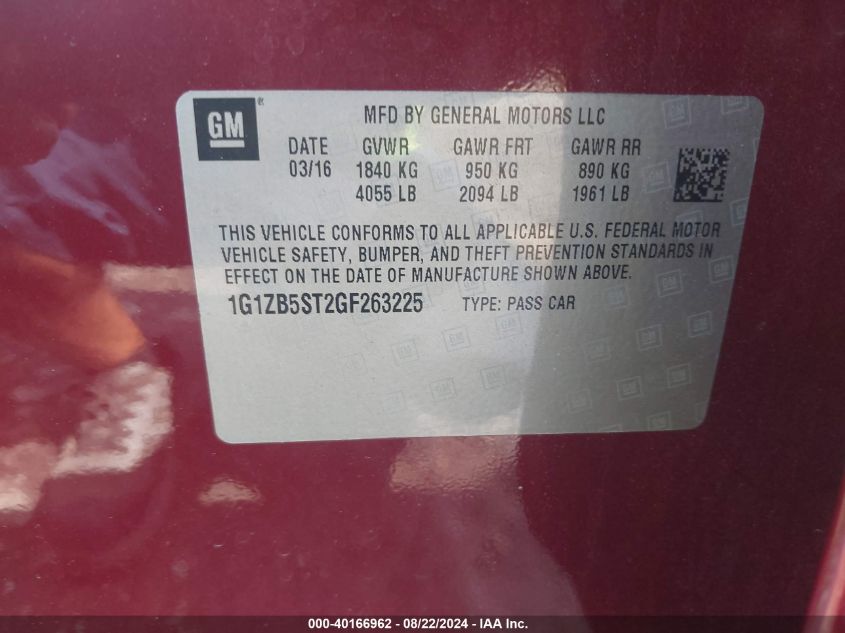 GM
MFD BY GENERAL MOTORS LLC
DATE GVWR GAWR FRT GAWR RR
03/16 1840 KG 950 KG 890 KG
4055 LB 2094 LB 1961 LB
THIS VEHICLE CONFORMS TO ALL APPLICABLE U.S. FEDERAL MOTOR
VEHICLE SAFETY, BUMPER, AND THEFT PREVENTION STANDARDS IN
EFFECT ON THE DATE OF MANUFACTURE SHOWN ABOVE.
1G1ZB5ST2GF263225 TYPE: PASS CAR
000-40166962 - 08/22/2024 - IAA Inc.